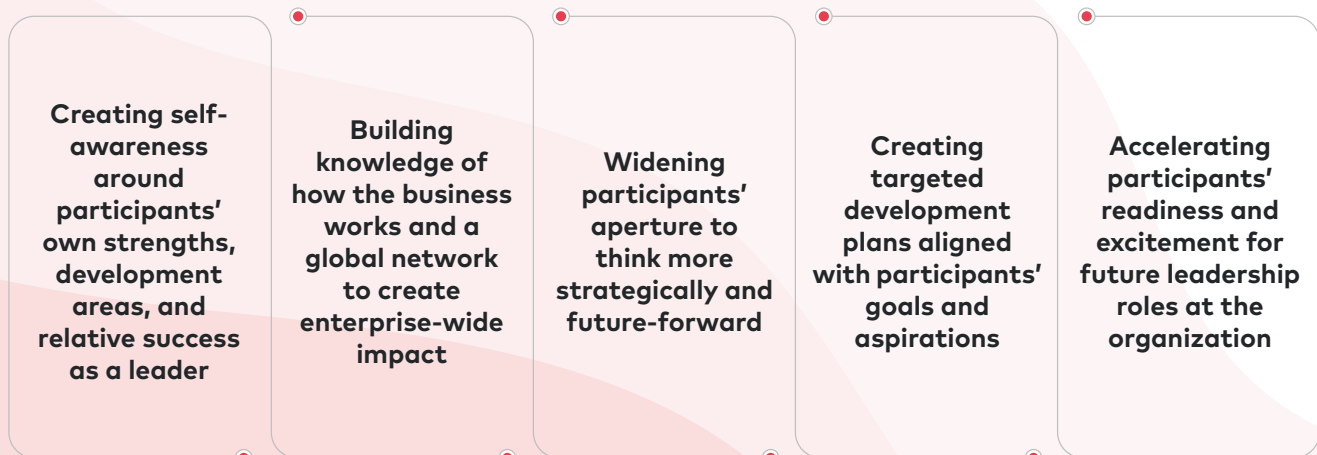 Creating self-
awareness
around
participants’
own strengths,
development
areas, and
relative success
as a leader
Building
knowledge of
how the business
works and a
global network
to create
enterprise-wide
impact
Widening
participants’
aperture to
think more
strategically and
future-forward
Creating
targeted
development
plans aligned
with participants’
goals and
aspirations
Accelerating
participants’
readiness and
excitement for
future leadership
roles at the
organization